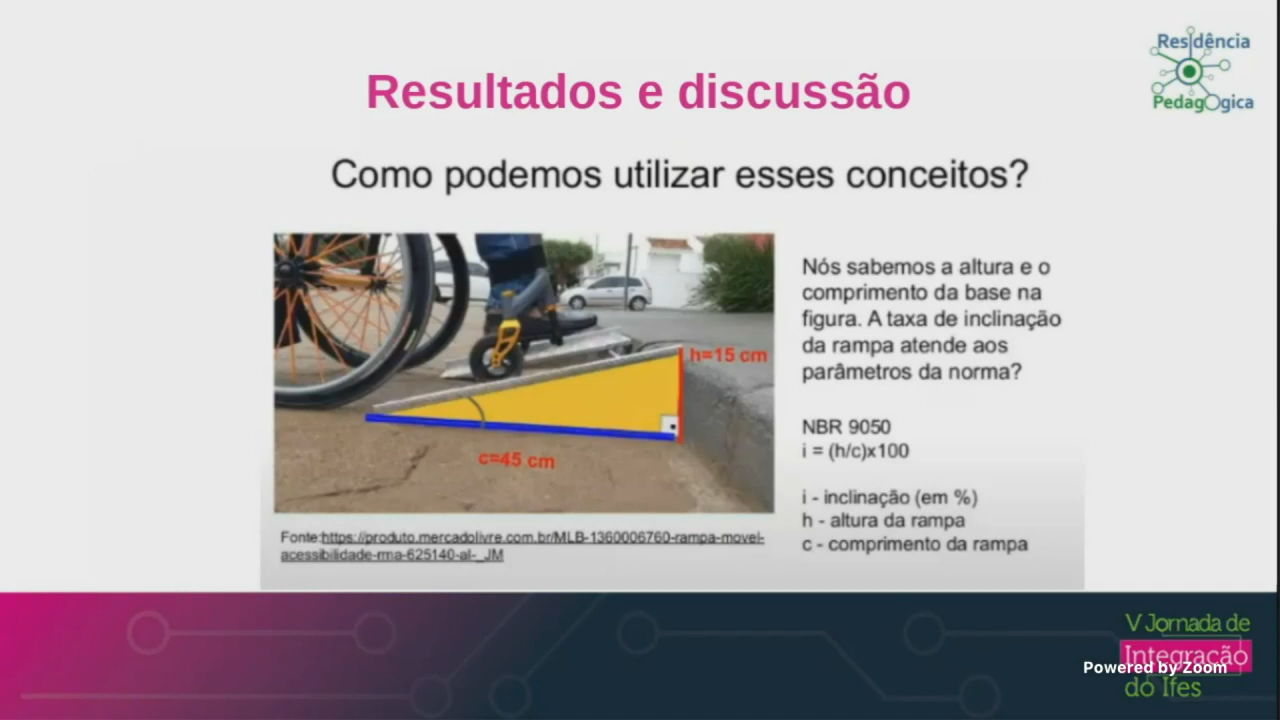 Resultados e discussão
Residência
Pedagógica
Como podemos utilizar esses conceitos?
h=15 cm
c=45 cm
Nós sabemos a altura e o
comprimento da base na
figura. A taxa de inclinação
da rampa atende aos
parâmetros da norma?
NBR 9050
i = (h/c)x100
i - inclinação (em %)
h - altura da rampa
c - comprimento da rampa
Fonte:https://produto.mercadolivre.com.br/MLB-1360006760-rampa-movel-
acessibilidade-rma-625140-al-_JM
V Jornada de
Integração
do Ifes
Powered by Zoom